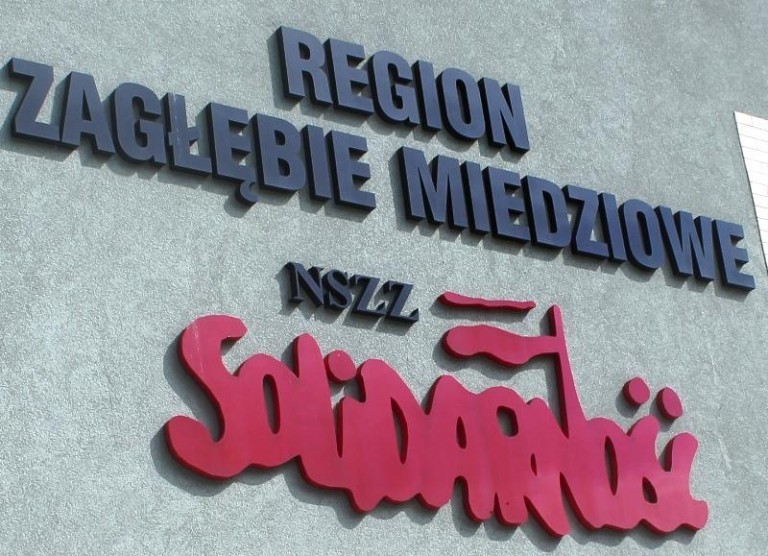 REGION
ZAGŁĘBIE MIEDZIOWE
NSZZ
SOLIDARNOŚĆ